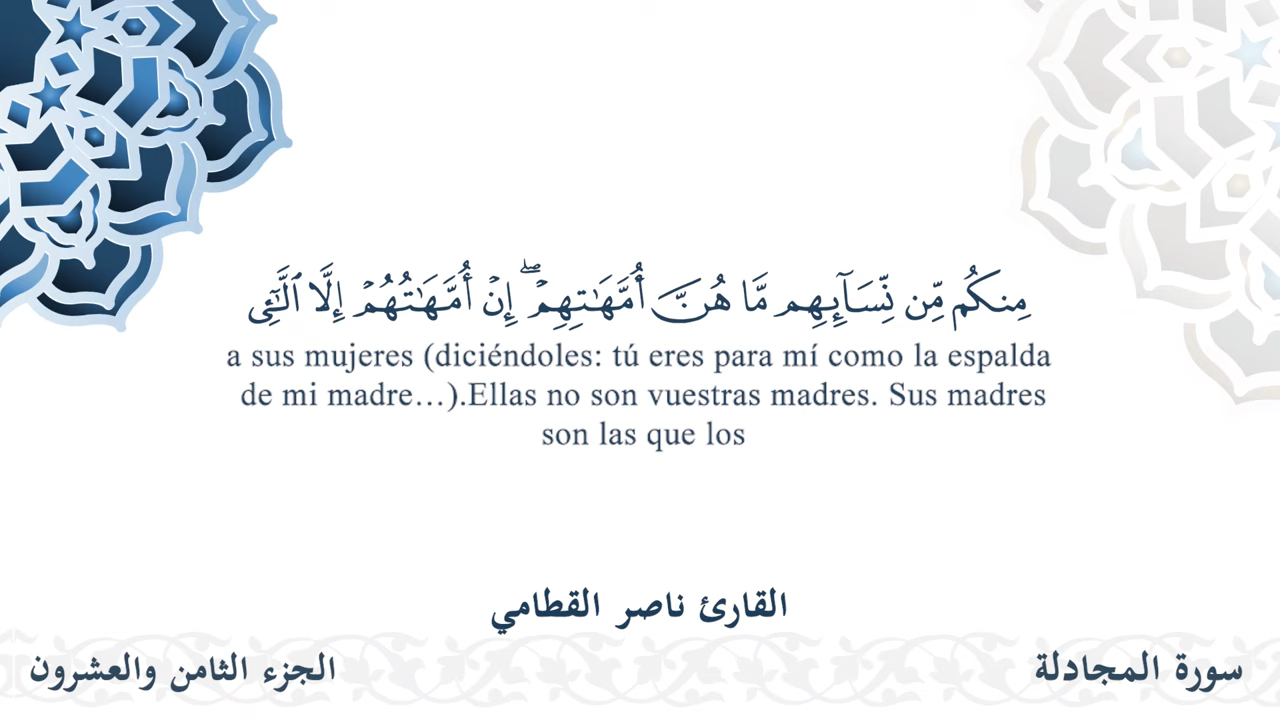 مِنكُم مِّن نِّسَآئِهِم مَّا هُنَّ أُمَّهَٰتِهِمْ ۖ إِنْ أُمَّهَٰتُهُمْ إِلَّا ٱلَّٰٓـِٔى
a sus mujeres (diciéndoles: tú eres para mí como la espalda
de mi madre…).Ellas no son vuestras madres. Sus madres
son las que los
القارئ ناصر القطامي
سورة المجادلة
الجزء الثامن والعشرون